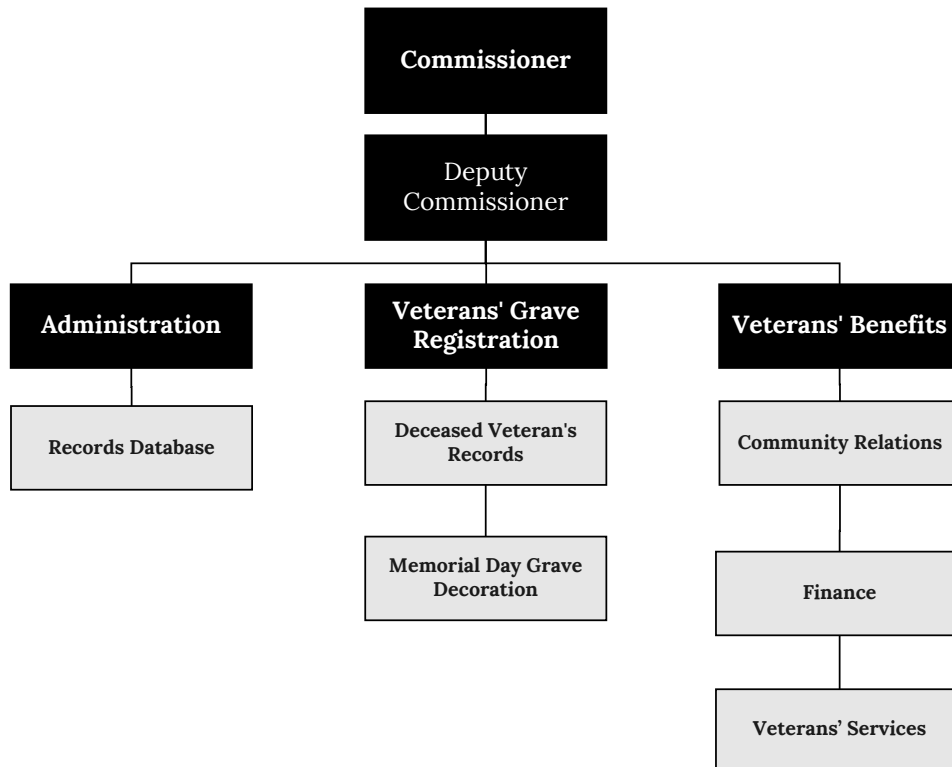 Commissioner
Deputy
Commissioner
Administration
Veterans' Grave
Registration
Veterans' Benefits
Records Database
Deceased Veteran's
Records
Community Relations
Memorial Day Grave
Decoration
Finance
Veterans’ Services